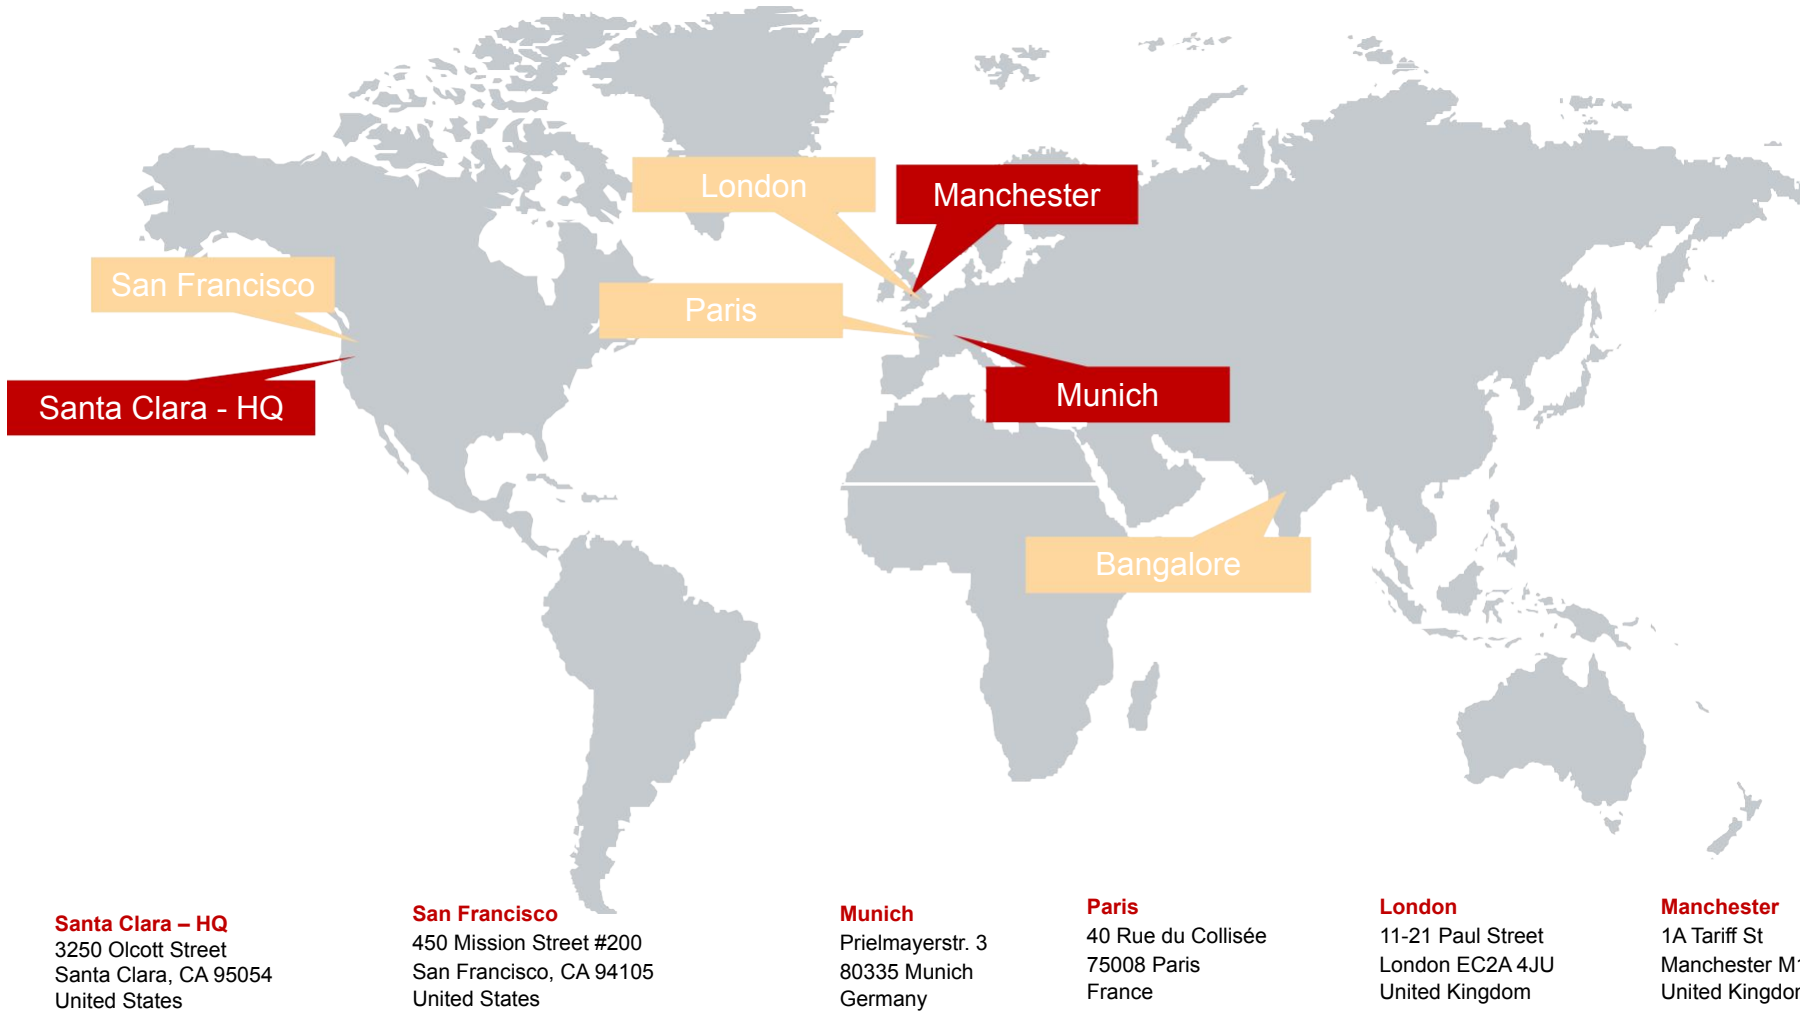 London
Manchester
San Francisco
Paris
Santa Clara - HQ
Munich
Bangalore
Santa Clara – HQ
3250 Olcott Street
Santa Clara, CA 95054
United States
San Francisco
450 Mission Street #200
San Francisco, CA 94105
United States
Munich
Prielmayerstr. 3
80335 Munich
Germany
Paris
40 Rue du Collisée
75008 Paris
France
London
11-21 Paul Street
London EC2A 4JU
United Kingdom
Manchester
1A Tariff St
Manchester
United